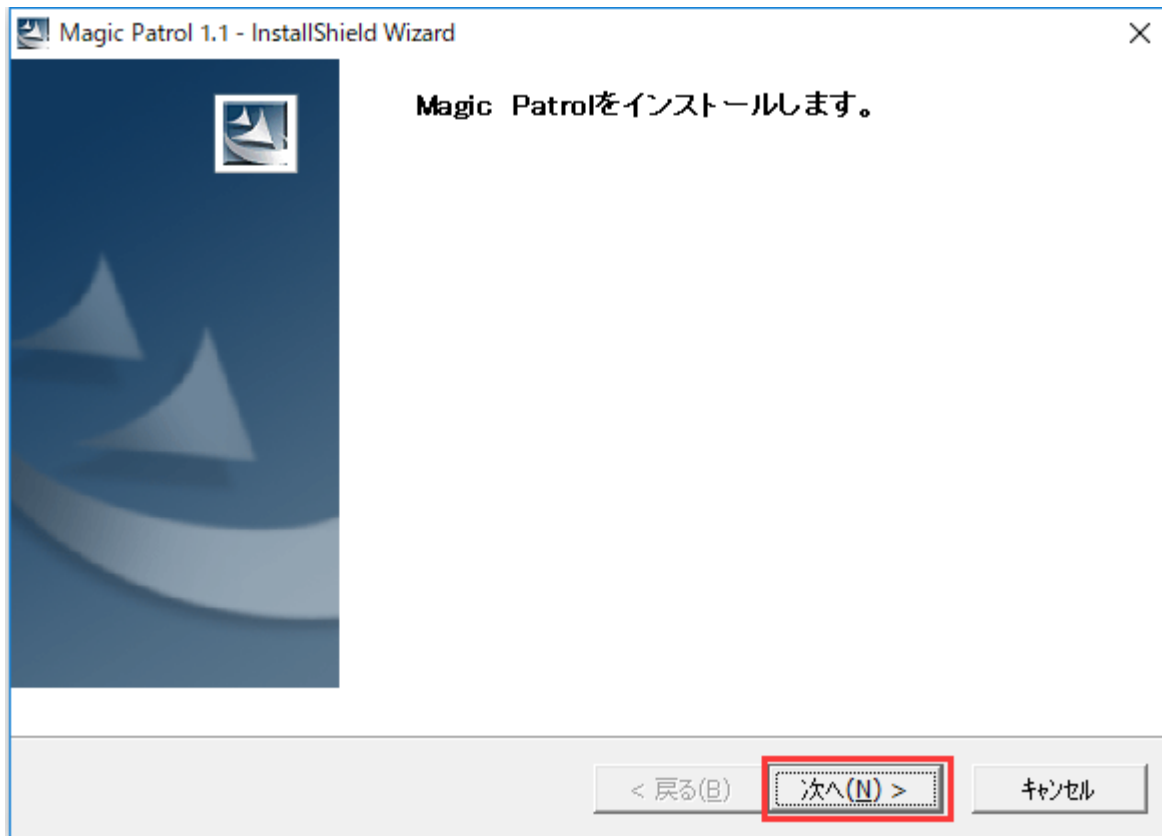 Magic Patrol 1.1 - InstallShield Wizard
Magic Patrolをインストールします。
< 戻る(B)
次へ(N) >
キャンセル